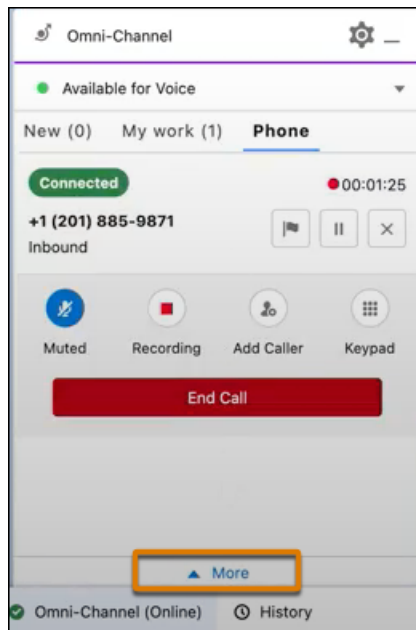 Omni-Channel
Available for Voice
New (0) My work (1) Phone
Connected 00:01:25
+1 (201) 885-9871
Inbound
Muted Recording Add Caller Keypad
End Call
More
Omni-Channel (Online) History